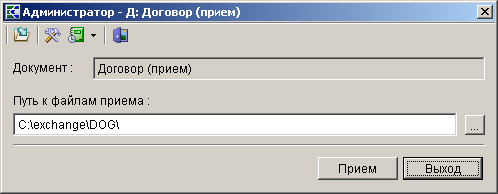 Администратор - Д: Договор (прием)
Документ : Договор (прием)
Путь к файлам приема :
C:\exchange\DOG\
...
Прием Выход